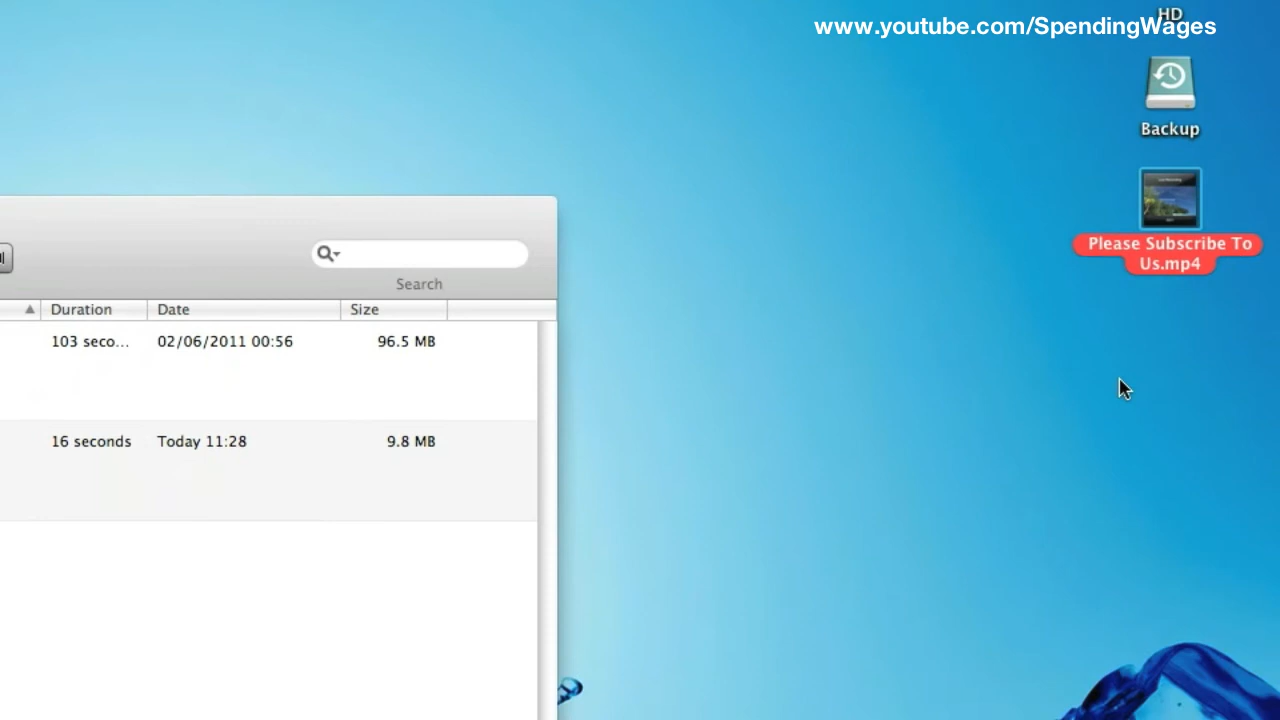 HD
www.youtube.com/SpendingWages
Backup
Please Subscribe To
Us.mp4
Search
Duration Date Size
103 seco... 02/06/2011 00:56 96.5 MB
16 seconds Today 11:28 9.8 MB